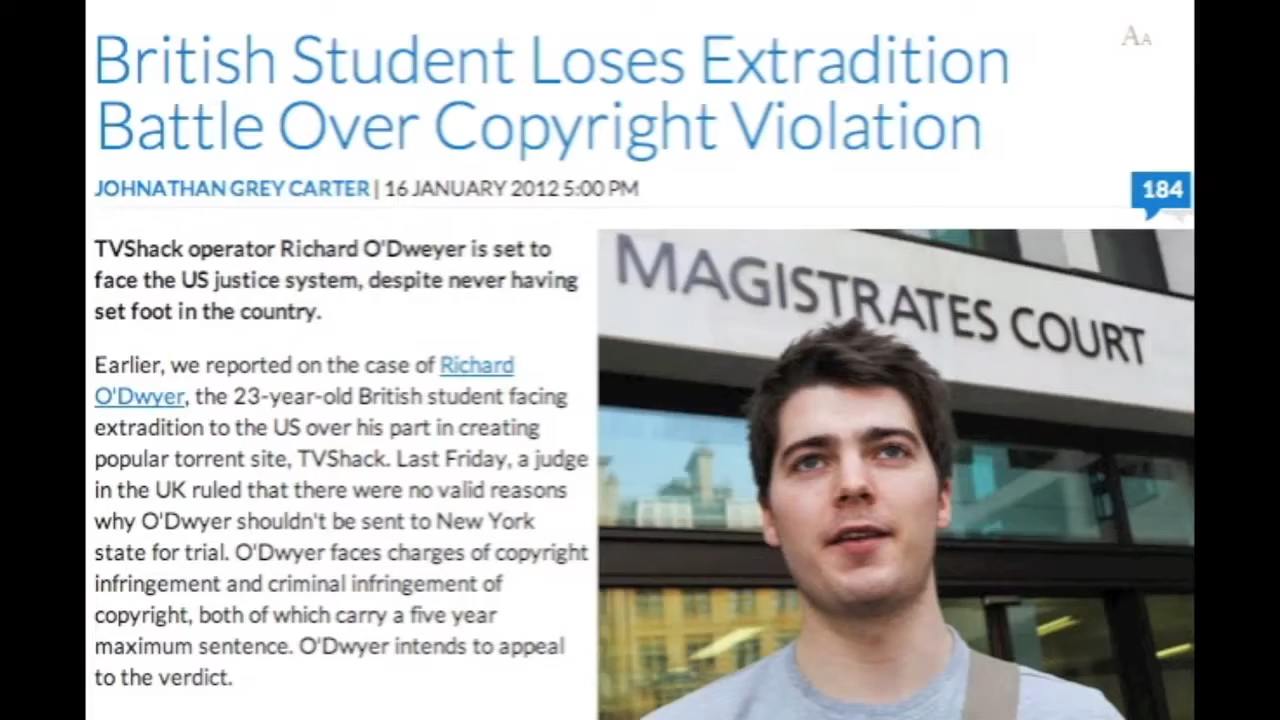 British Student Loses Extradition
Battle Over Copyright Violation
AA
JOHNATHAN GREY CARTER | 16 JANUARY 2012 5:00 PM
184
TVShack operator Richard O'Dweyer is set to
face the US justice system, despite never having
set foot in the country.
Earlier, we reported on the case of Richard
O'Dwyer, the 23-year-old British student facing
extradition to the US over his part in creating
popular torrent site, TVShack. Last Friday, a judge
in the UK ruled that there were no valid reasons
why O'Dwyer shouldn't be sent to New York
state for trial. O'Dwyer faces charges of copyright
infringement and criminal infringement of
copyright, both of which carry a five year
maximum sentence. O'Dwyer intends to appeal
to the verdict.
MAGISTRATES COURT